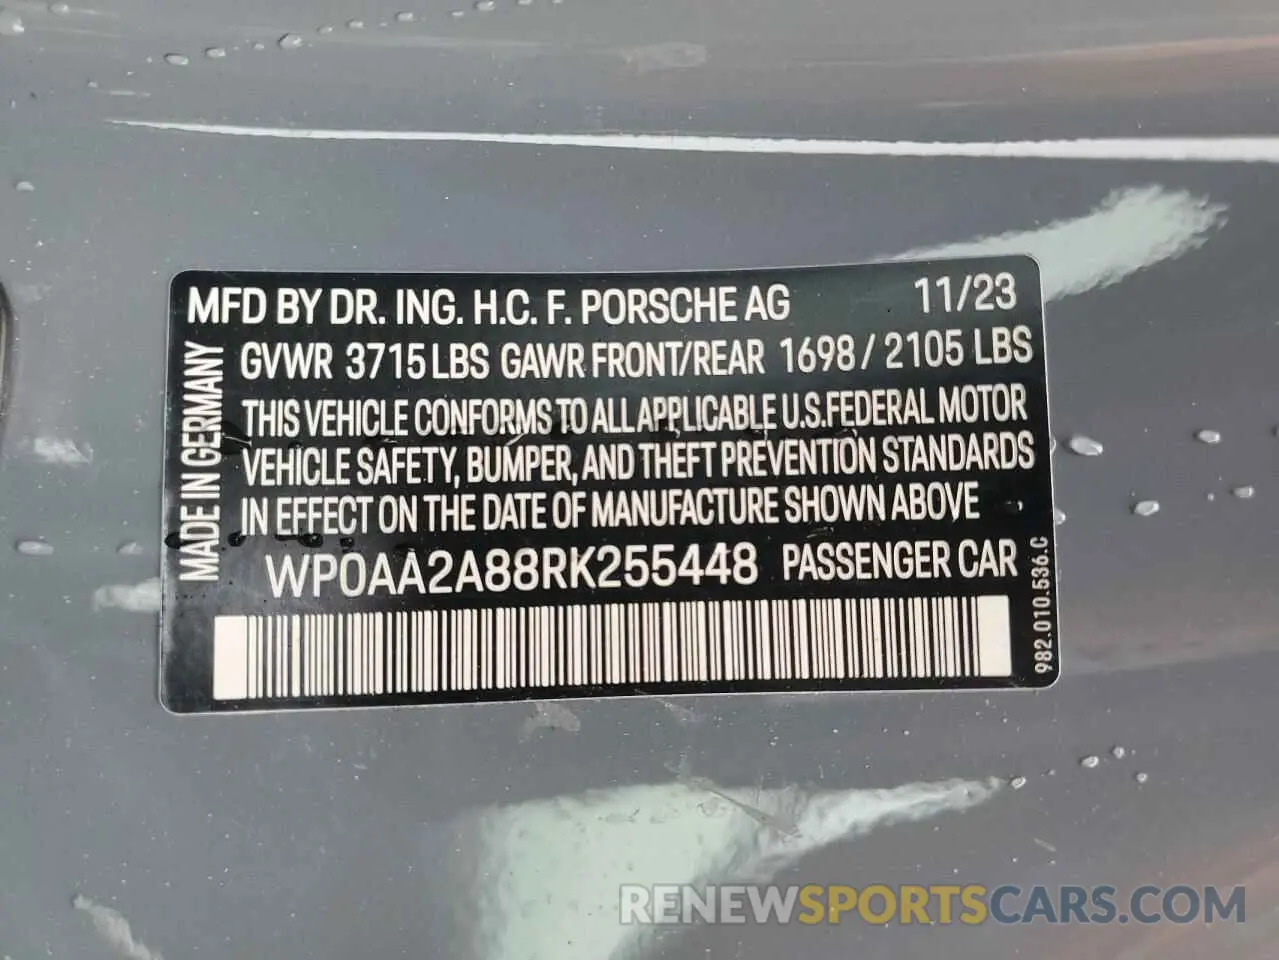 MFD BY DR. ING. H.C. F. PORSCHE AG 11/23
GVWR 3715 LBS GAWR FRONT/REAR 1698 / 2105 LBS
THIS VEHICLE CONFORMS TO ALL APPLICABLE U.S. FEDERAL MOTOR
VEHICLE SAFETY, BUMPER, AND THEFT PREVENTION STANDARDS
IN EFFECT ON THE DATE OF MANUFACTURE SHOWN ABOVE
WP0AA2A88RK255448 PASSENGER CAR
MADE IN GERMANY
982.010.536.C
RENEWSPORTSCARS.COM